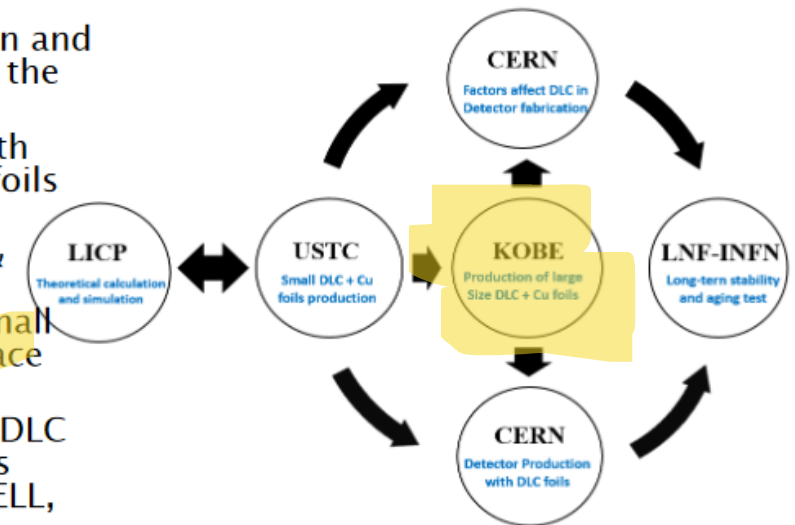 n and
the
th
foils
all
ace
DLC
s
ELL,
CERN
Factors affect DLC in
Detector fabrication
LICP
Theoretical calculation
and simulation
USTC
Small DLC + Cu
foils production
KOBE
Production of large
Size DLC + Cu foils
LNF-INFN
Long-tern stability
and aging test
CERN
Detector Production
with DLC foils